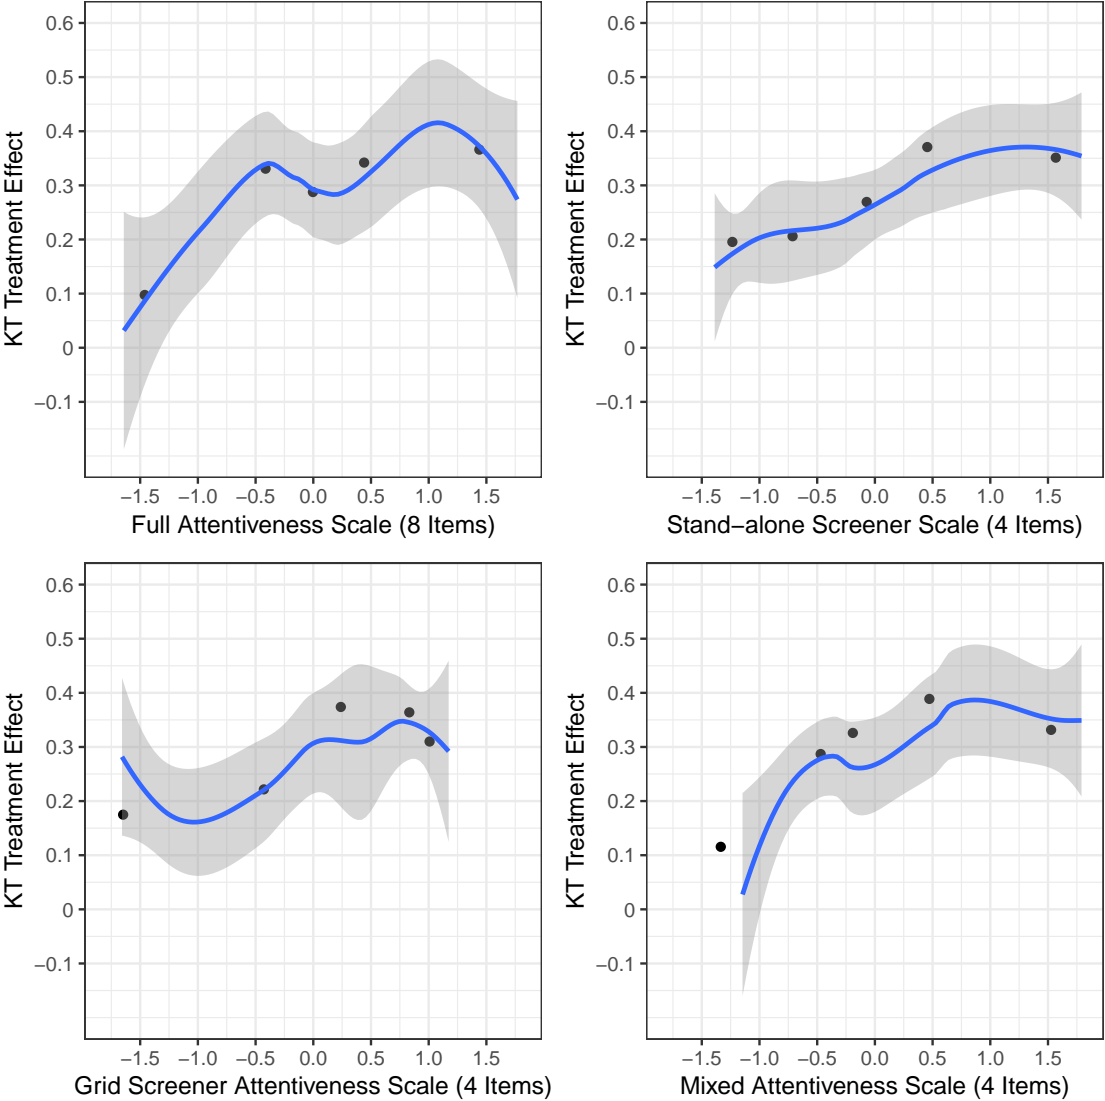 0.6
0.5
0.4
0.3
0.2
0.1
0
−0.1
KT Treatment Effect
−1.5 −1.0 −0.5 0.0 0.5 1.0 1.5
Full Attentiveness Scale (8 Items)
0.6
0.5
0.4
0.3
0.2
0.1
0
−0.1
KT Treatment Effect
−1.5 −1.0 −0.5 0.0 0.5 1.0 1.5
Stand−alone Screener Scale (4 Items)
0.6
0.5
0.4
0.3
0.2
0.1
0
−0.1
KT Treatment Effect
−1.5 −1.0 −0.5 0.0 0.5 1.0 1.5
Grid Screener Attentiveness Scale (4 Items)
0.6
0.5
0.4
0.3
0.2
0.1
0
−0.1
KT Treatment Effect
−1.5 −1.0 −0.5 0.0 0.5 1.0 1.5
Mixed Attentiveness Scale (4 Items)